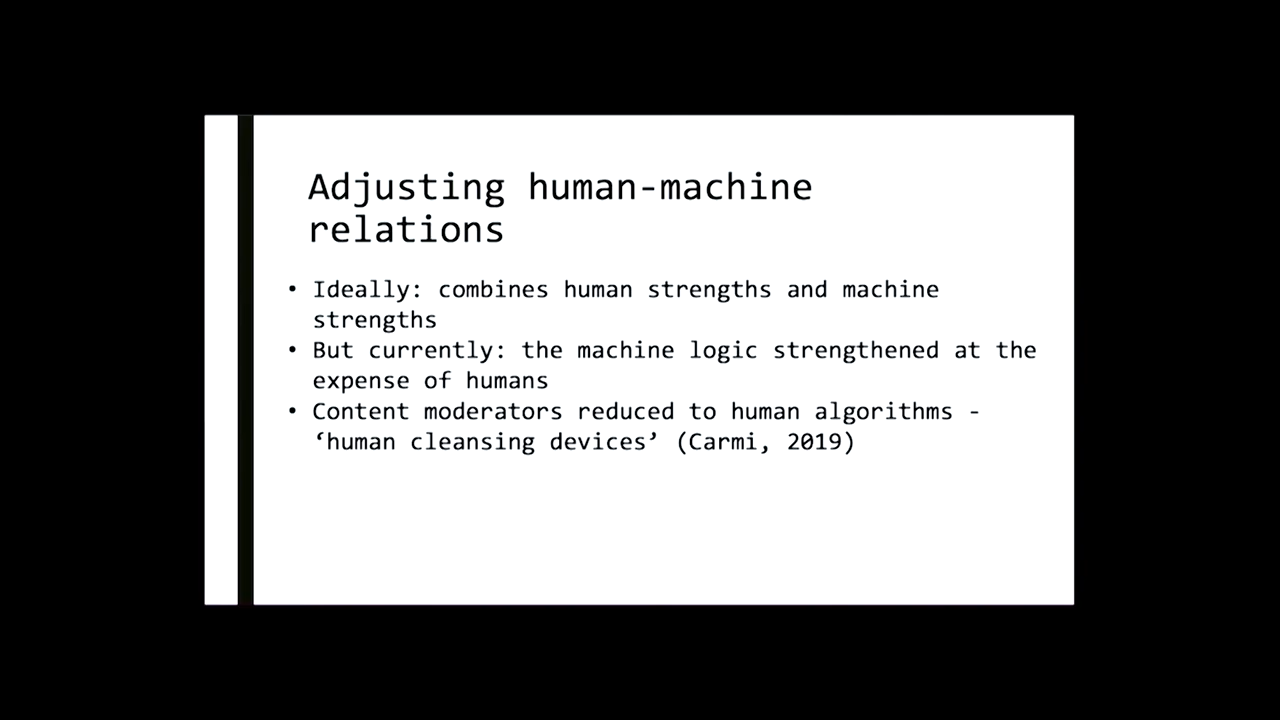 Adjusting human-machine
relations
• Ideally: combines human strengths and machine
strengths
• But currently: the machine logic strengthened at the
expense of humans
• Content moderators reduced to human algorithms -
‘human cleansing devices’ (Carmi, 2019)